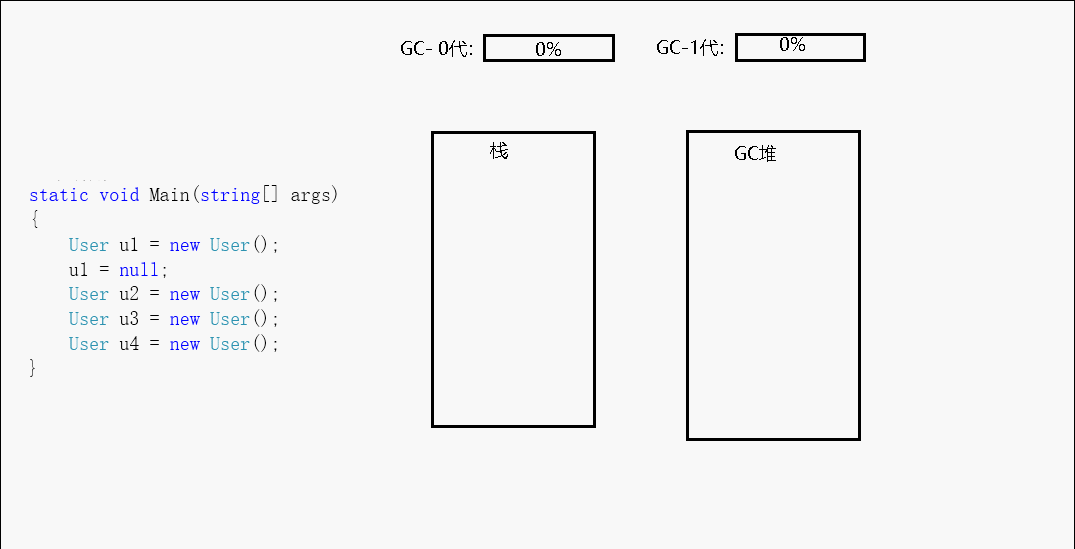 GC- 0代: 0% GC-1代: 0%
栈
GC堆
static void Main(string[] args)
{
User u1 = new User();
u1 = null;
User u2 = new User();
User u3 = new User();
User u4 = new User();
}